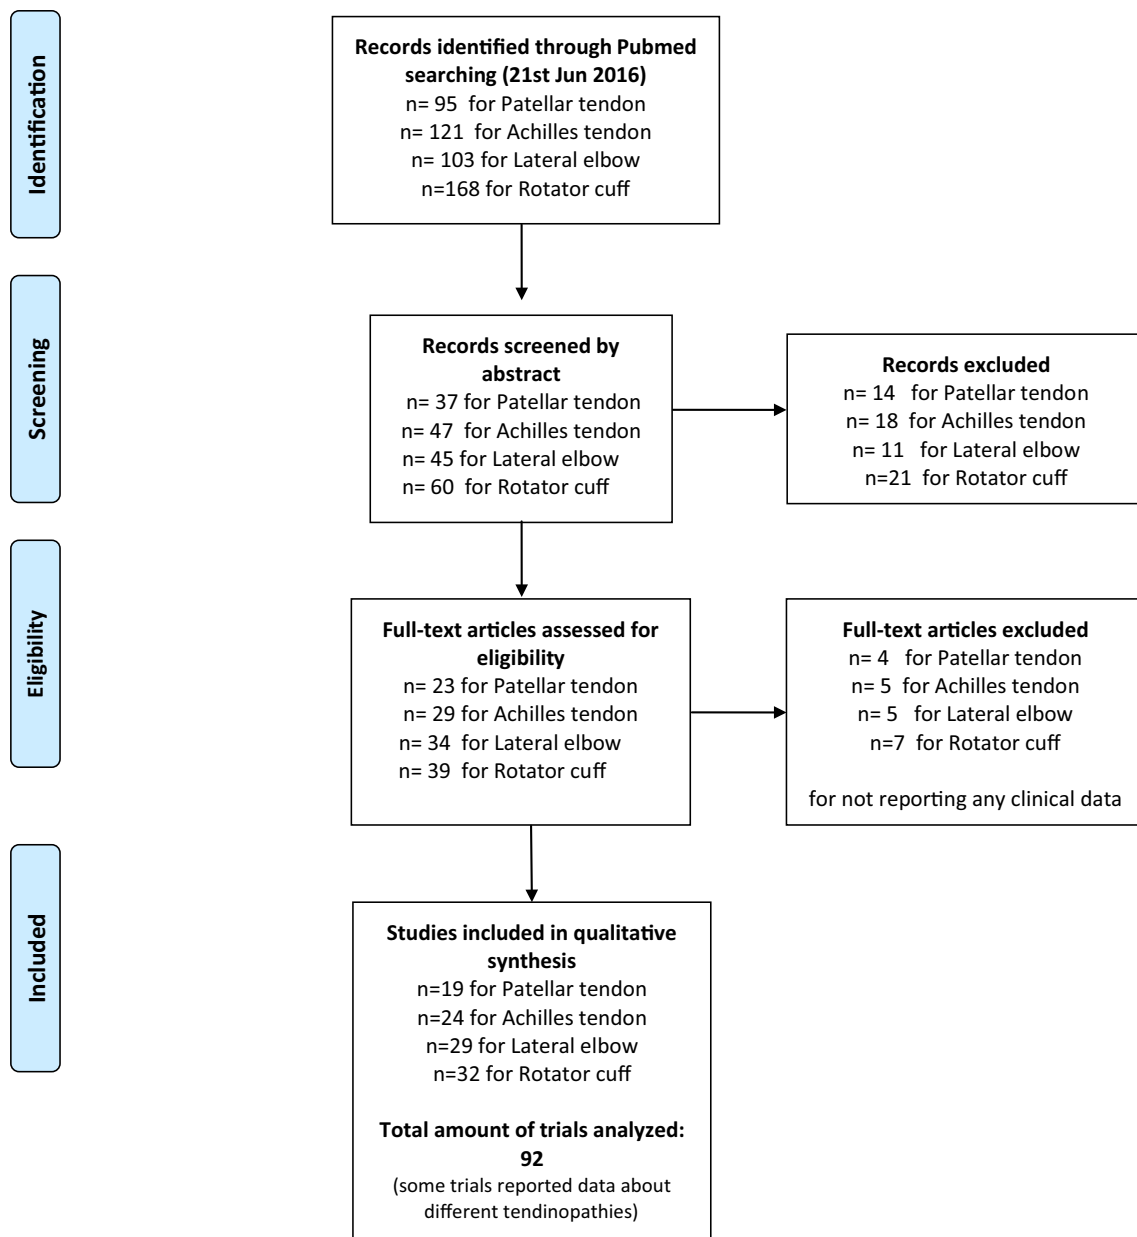 Identification
Records identified through Pubmed
searching (21st Jun 2016)
n= 95 for Patellar tendon
n= 121 for Achilles tendon
n= 103 for Lateral elbow
n=168 for Rotator cuff
Screening
Records screened by
abstract
n= 37 for Patellar tendon
n= 47 for Achilles tendon
n= 45 for Lateral elbow
n= 60 for Rotator cuff
Records excluded
n= 14 for Patellar tendon
n= 18 for Achilles tendon
n= 11 for Lateral elbow
n=21 for Rotator cuff
Eligibility
Full-text articles assessed for
eligibility
n= 23 for Patellar tendon
n= 29 for Achilles tendon
n= 34 for Lateral elbow
n= 39 for Rotator cuff
Full-text articles excluded
n= 4 for Patellar tendon
n= 5 for Achilles tendon
n= 5 for Lateral elbow
n=7 for Rotator cuff
for not reporting any clinical data
Included
Studies included in qualitative
synthesis
n=19 for Patellar tendon
n=24 for Achilles tendon
n=29 for Lateral elbow
n=32 for Rotator cuff
Total amount of trials analyzed:
92
(some trials reported data about
different tendinopathies)